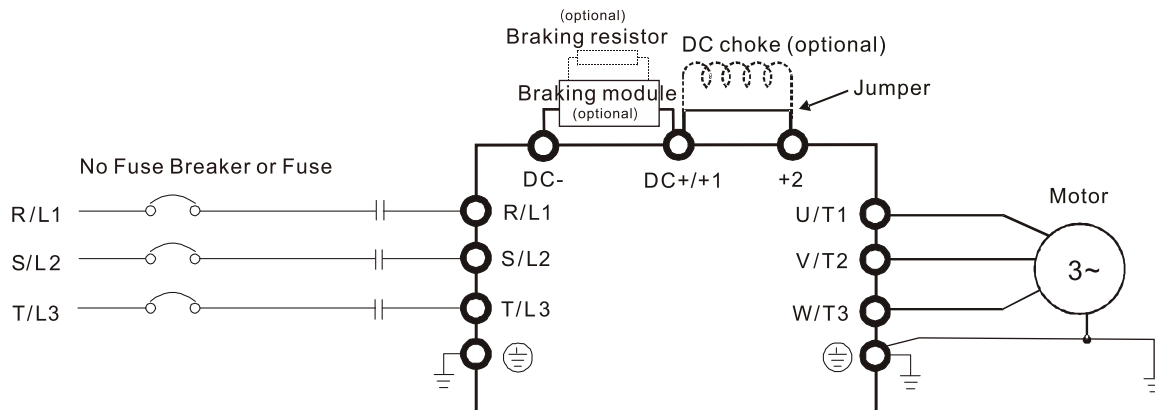 (optional)
Braking resistor
DC choke (optional)
Braking module
(optional)
Jumper
No Fuse Breaker or Fuse
DC-
DC+/+1
+2
R/L1
R/L1
U/T1
Motor
S/L2
S/L2
V/T2
3~
T/L3
T/L3
W/T3